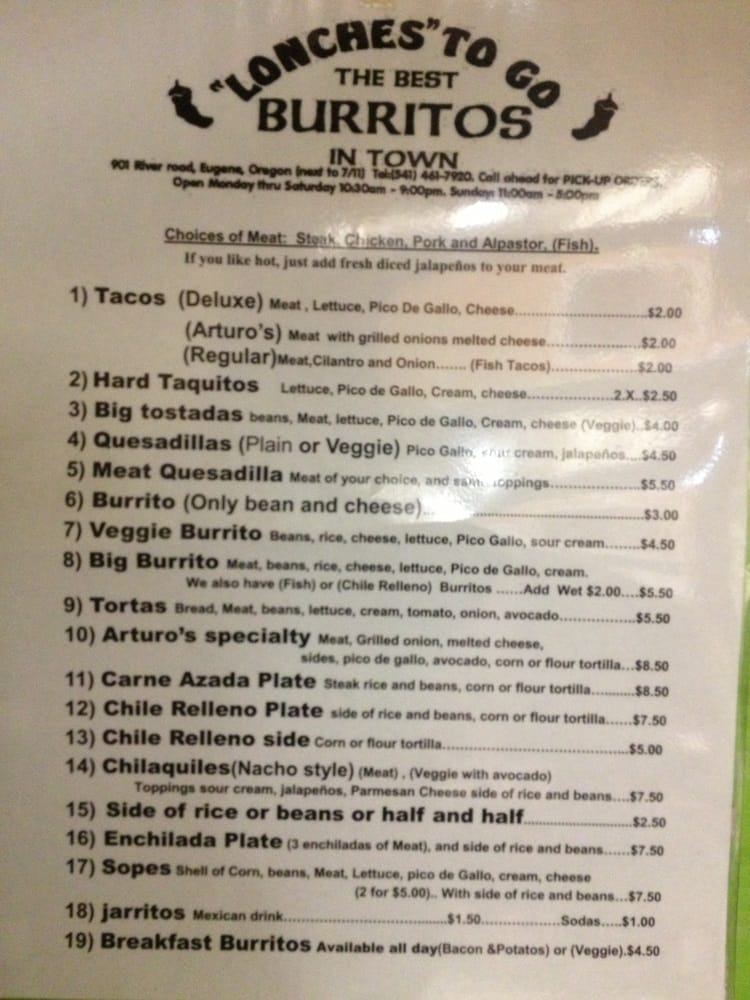 "LONCHES" TO GO
THE BEST
BURRITOS
IN TOWN
901 River road, Eugene, Oregon (next to 7/11) Tel:(541) 461-7920. Call ahead for PICK-UP ORDERS.
Open Monday thru Saturday 10:30am - 9:00pm. Sunday: 11:00am - 5:00pm
Choices of Meat: Steak, Chicken, Pork and Alpastor, (Fish).
If you like hot, just add fresh diced jalapeños to your meat.
1) Tacos (Deluxe) Meat , Lettuce, Pico De Gallo, Cheese..............................$2.00
(Arturo's) Meat with grilled onions melted cheese.......................$2.00
(Regular)Meat,Cilantro and Onion....... (Fish Tacos)....................$2.00
2) Hard Taquitos Lettuce, Pico de Gallo, Cream, cheese....................2.X..$2.50
3) Big tostadas beans, Meat, lettuce, Pico de Gallo, Cream, cheese (Veggie)..$4.00
4) Quesadillas (Plain or Veggie) Pico Gallo, sour cream, jalapeños....$4.50
5) Meat Quesadilla Meat of your choice, and same toppings.....................$5.50
6) Burrito (Only bean and cheese)..................................................$3.00
7) Veggie Burrito Beans, rice, cheese, lettuce, Pico Gallo, sour cream........$4.50
8) Big Burrito Meat, beans, rice, cheese, lettuce, Pico de Gallo, cream.
We also have (Fish) or (Chile Relleno) Burritos ......Add Wet $2.00....$5.50
9) Tortas Bread, Meat, beans, lettuce, cream, tomato, onion, avocado.................$5.50
10) Arturo's specialty Meat, Grilled onion, melted cheese,
sides, pico de gallo, avocado, corn or flour tortilla...$8.50
11) Carne Azada Plate Steak rice and beans, corn or flour tortilla...........$8.50
12) Chile Relleno Plate side of rice and beans, corn or flour tortilla......$7.50
13) Chile Relleno side Corn or flour tortilla..........................................$5.00
14) Chilaquiles(Nacho style) (Meat) , (Veggie with avocado)
Toppings sour cream, jalapeños, Parmesan Cheese side of rice and beans....$7.50
15) Side of rice or beans or half and half.........................$2.50
16) Enchilada Plate (3 enchiladas of Meat), and side of rice and beans......$7.50
17) Sopes Shell of Corn, beans, Meat, Lettuce, pico de Gallo, cream, cheese
(2 for $5.00).. With side of rice and beans...$7.50
18) jarritos Mexican drink.....................................$1.50..................Sodas.....$1.00
19) Breakfast Burritos Available all day(Bacon &Potatos) or (Veggie).$4.50